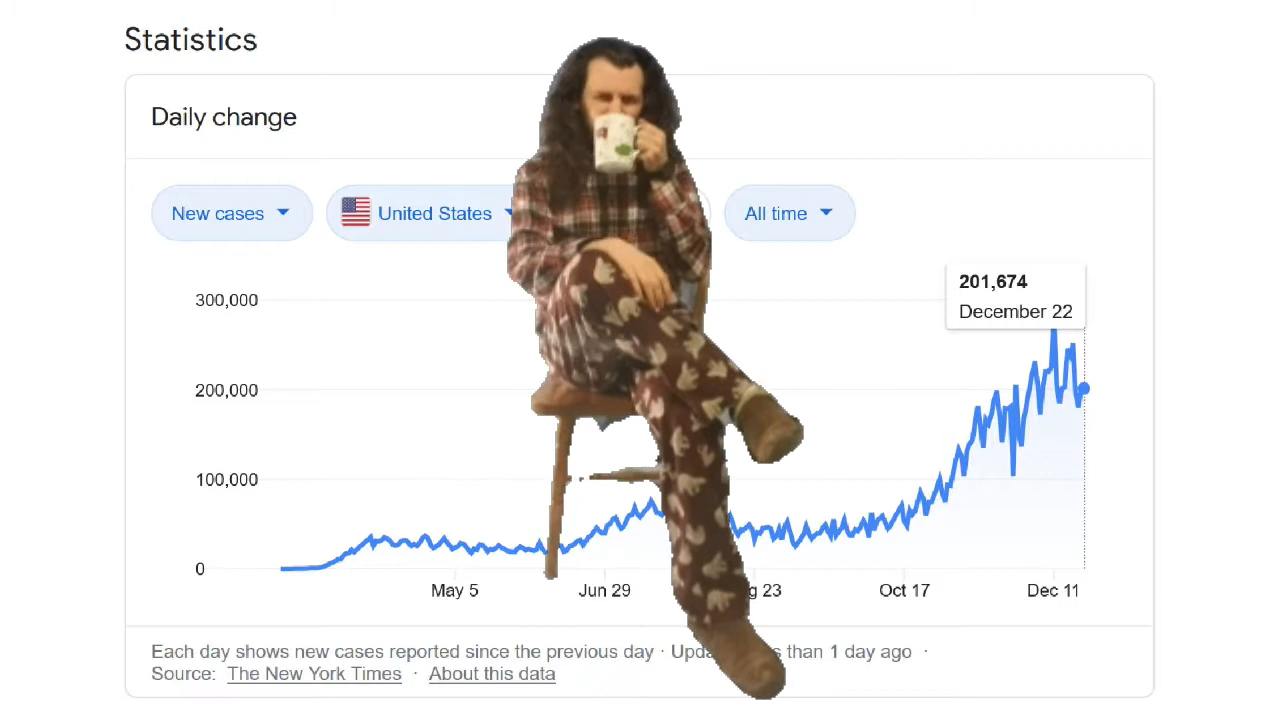 Statistics
Daily change
New cases
United States
All time
201,674
December 22
300,000
200,000
100,000
0
May 5
Jun 29
g 23
Oct 17
Dec 11
Each day shows new cases reported since the previous day · Upda s than 1 day ago ·
Source: The New York Times · About this data